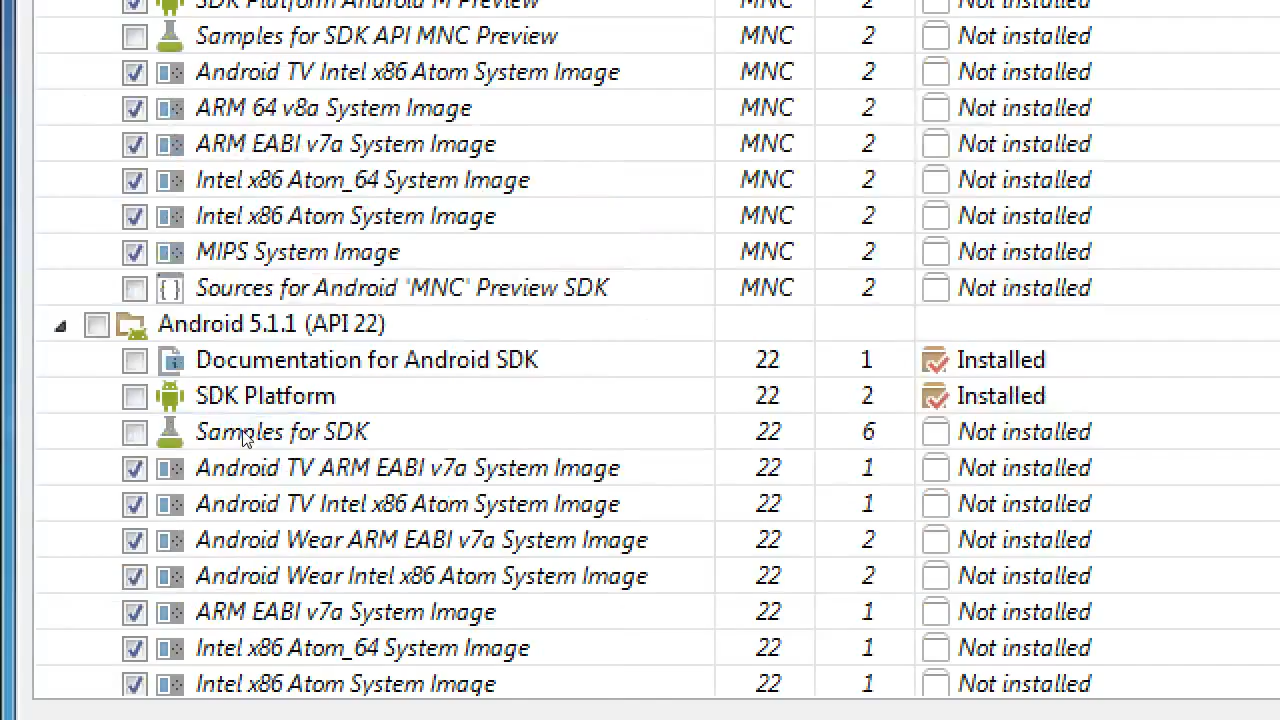 SDK Platform Android M Preview MNC 2 Not installed
Samples for SDK API MNC Preview MNC 2 Not installed
Android TV Intel x86 Atom System Image MNC 2 Not installed
ARM 64 v8a System Image MNC 2 Not installed
ARM EABI v7a System Image MNC 2 Not installed
Intel x86 Atom_64 System Image MNC 2 Not installed
Intel x86 Atom System Image MNC 2 Not installed
MIPS System Image MNC 2 Not installed
Sources for Android 'MNC' Preview SDK MNC 2 Not installed
Android 5.1.1 (API 22)
Documentation for Android SDK 22 1 Installed
SDK Platform 22 2 Installed
Samples for SDK 22 6 Not installed
Android TV ARM EABI v7a System Image 22 1 Not installed
Android TV Intel x86 Atom System Image 22 1 Not installed
Android Wear ARM EABI v7a System Image 22 2 Not installed
Android Wear Intel x86 Atom System Image 22 2 Not installed
ARM EABI v7a System Image 22 1 Not installed
Intel x86 Atom_64 System Image 22 1 Not installed
Intel x86 Atom System Image 22 1 Not installed